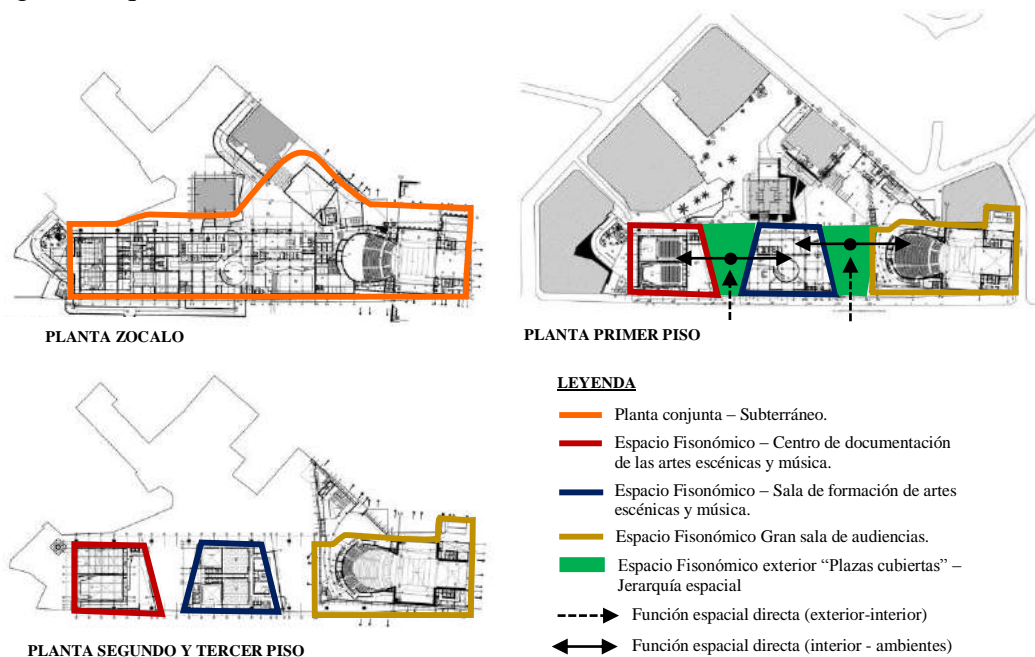 PLANTA ZOCALO
PLANTA PRIMER PISO
LEYENDA
Planta conjunta – Subterráneo.
Espacio Fisonómico – Centro de documentación
de las artes escénicas y música.
Espacio Fisonómico – Sala de formación de artes
escénicas y música.
Espacio Fisonómico Gran sala de audiencias.
Espacio Fisonómico exterior “Plazas cubiertas” –
Jerarquía espacial
Función espacial directa (exterior-interior)
Función espacial directa (interior - ambientes)
PLANTA SEGUNDO Y TERCER PISO